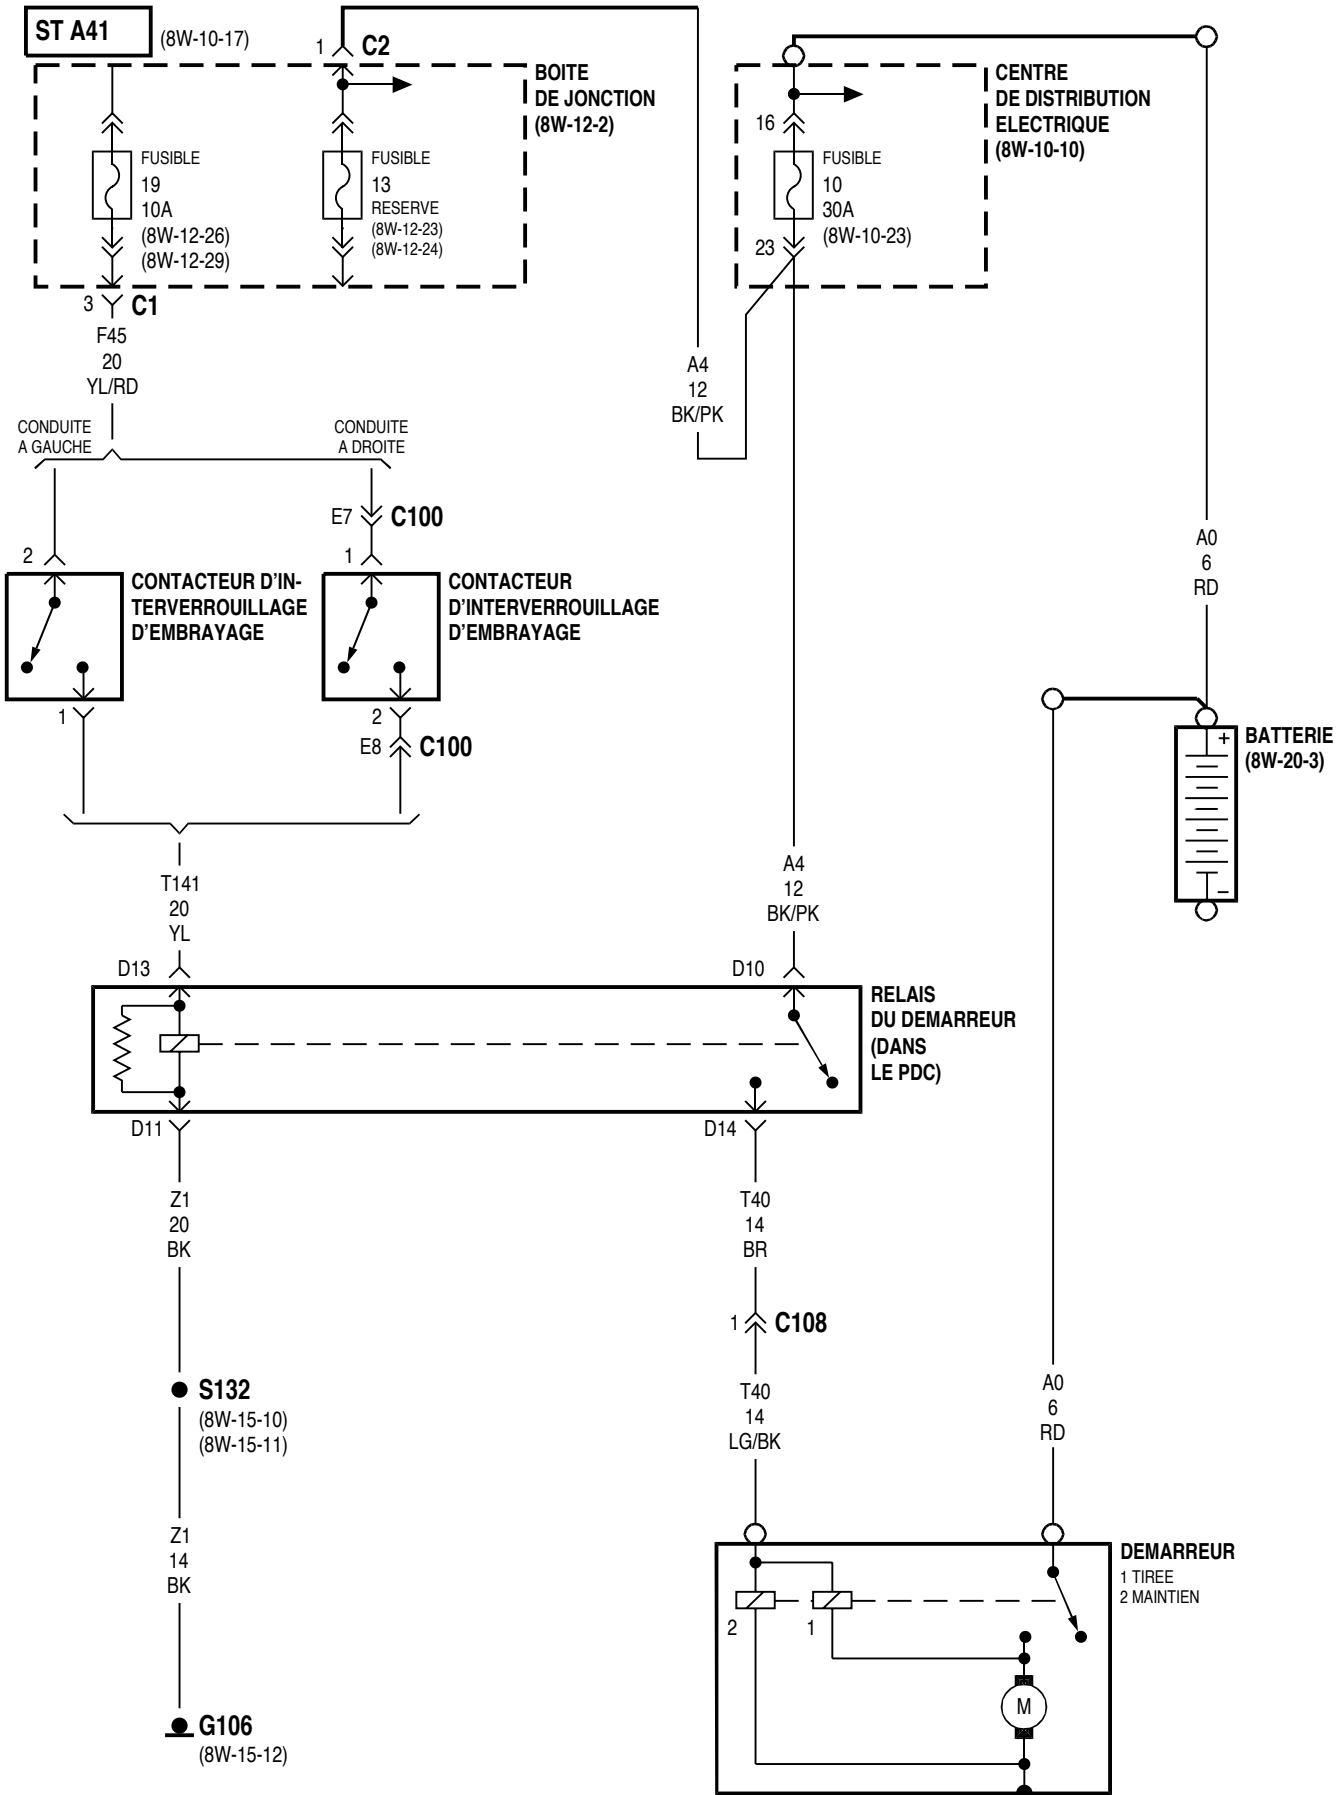 ST A41
(8W-10-17)
1
C2
BOITE
DE JONCTION
(8W-12-2)
CENTRE
DE DISTRIBUTION
ELECTRIQUE
(8W-10-10)
16
FUSIBLE
19
10A
(8W-12-26)
(8W-12-29)
FUSIBLE
13
RESERVE
(8W-12-23)
(8W-12-24)
FUSIBLE
10
30A
(8W-10-23)
23
3
C1
F45
20
YL/RD
A4
12
BK/PK
CONDUITE
A GAUCHE
CONDUITE
A DROITE
E7
C100
A0
6
RD
2
1
CONTACTEUR D'IN-
TERVERROUILLAGE
D'EMBRAYAGE
CONTACTEUR
D'INTERVERROUILLAGE
D'EMBRAYAGE
1
2
E8
C100
+
BATTERIE
(8W-20-3)
–
T141
20
YL
A4
12
BK/PK
D13
D10
RELAIS
DU DEMARREUR
(DANS
LE PDC)
D11
D14
Z1
20
BK
T40
14
BR
1
C108
S132
(8W-15-10)
(8W-15-11)
T40
14
LG/BK
A0
6
RD
Z1
14
BK
DEMARREUR
1 TIREE
2 MAINTIEN
2
1
M
G106
(8W-15-12)